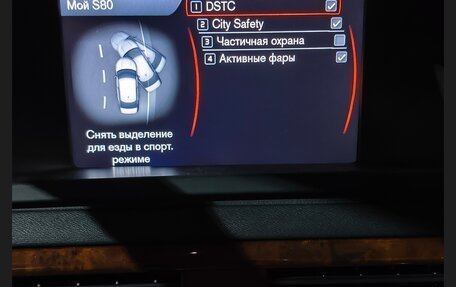 Мой S80
1 DSTC
2 City Safety
3 Частичная охрана
4 Активные фары
Снять выделение
для езды в спорт.
режиме